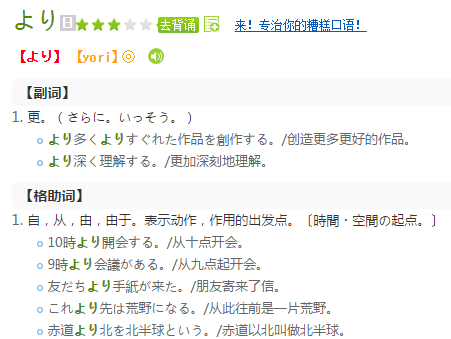 より 日 去背诵 来！专治你的糟糕口语！
【より】 【yori】
【副词】
1. 更。（さらに。いっそう。）
より多くよりすぐれた作品を創作する。/创造更多更好的作品。
より深く理解する。/更加深刻地理解。
【格助词】
1. 自，从，由，由于。表示动作，作用的出发点。〔時間・空間の起点。〕
10時より開会する。/从十点开会。
9時より会議がある。/从九点起开会。
友だちより手紙が来た。/朋友寄来了信。
これより先は荒野になる。/从此往前是一片荒野。
赤道より北を北半球という。/赤道以北叫做北半球。